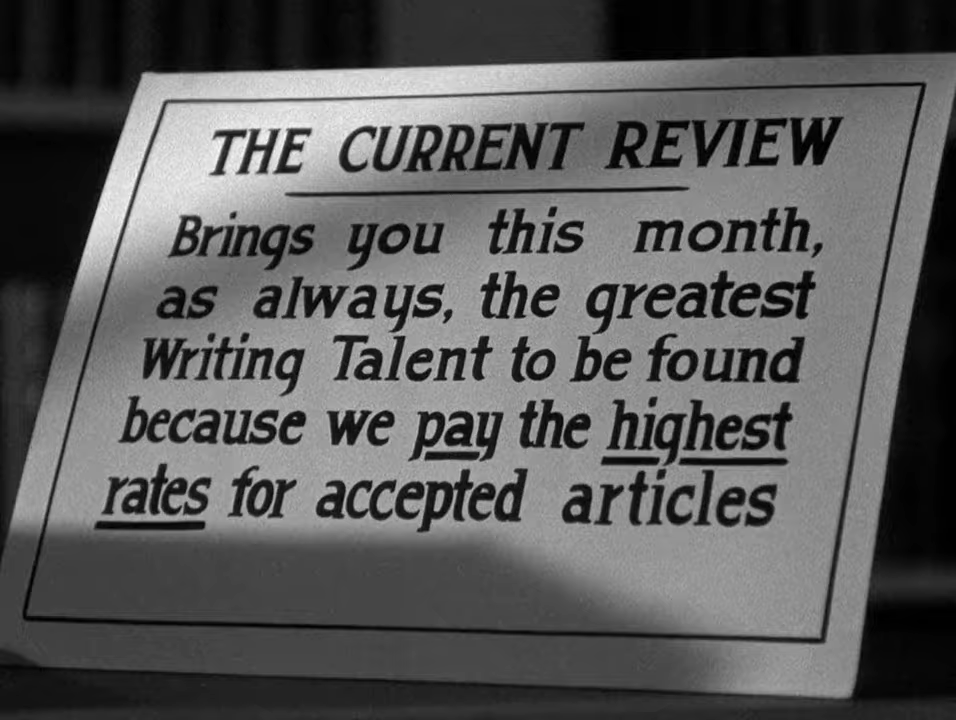 THE CURRENT REVIEW
Brings you this month,
as always, the greatest
Writing Talent to be found
because we pay the highest
rates for accepted articles